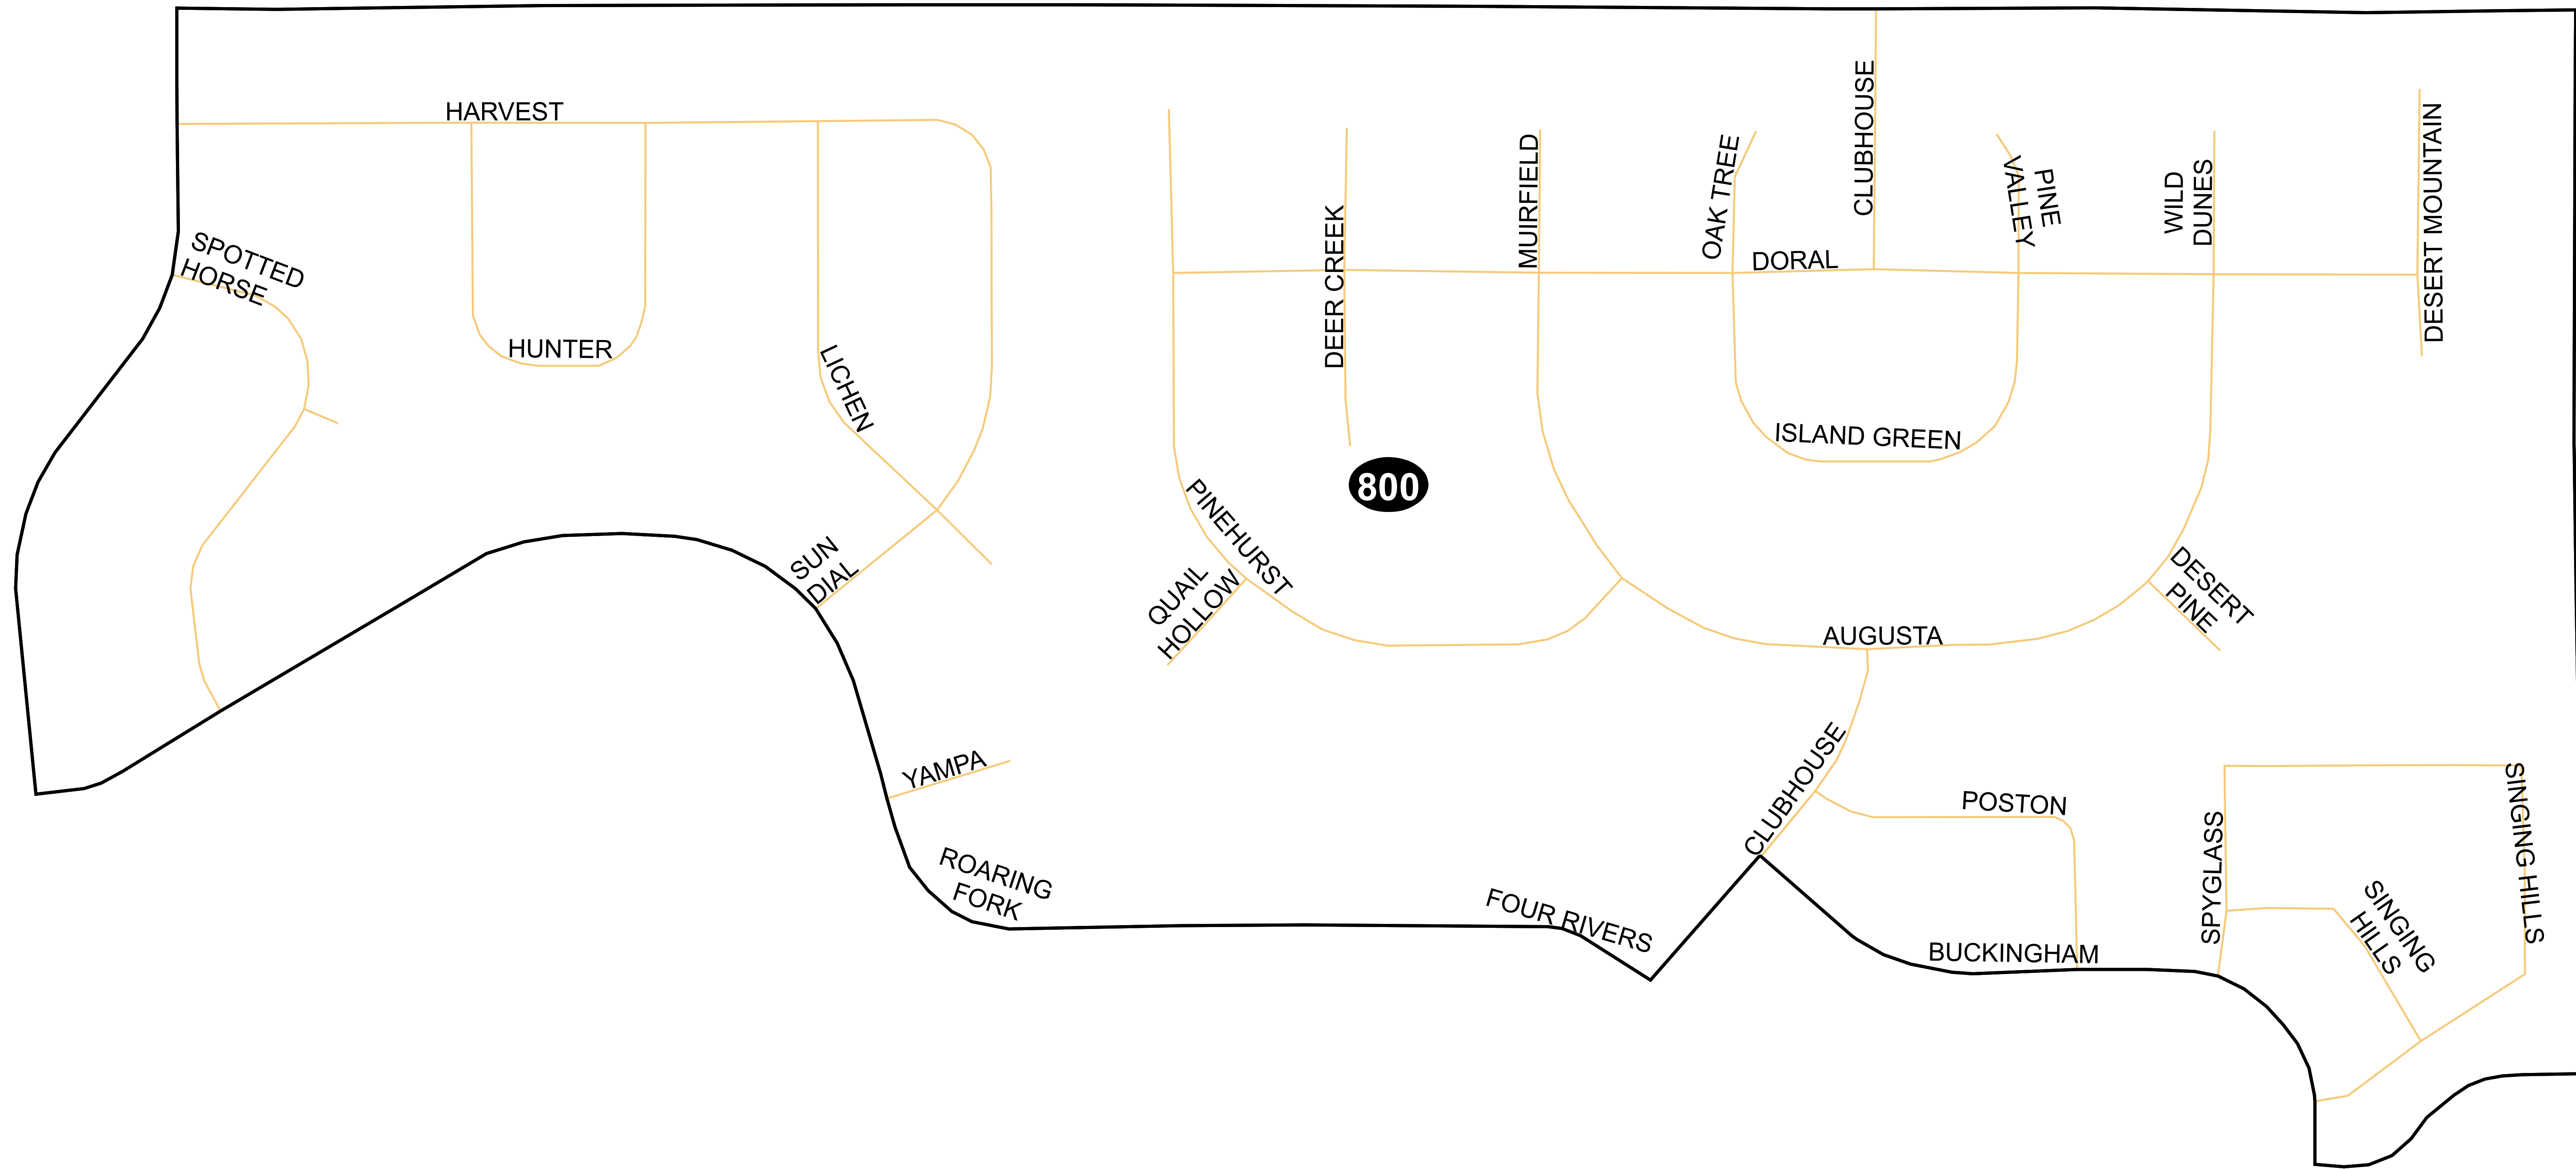 HARVEST
SPOTTED
HORSE
HUNTER
LICHEN
SUN
DIAL
YAMPA
ROARING
FORK
DEER CREEK
MUIRFIELD
OAK TREE
CLUBHOUSE
DORAL
PINE
VALLEY
WILD
DUNES
DESERT MOUNTAIN
ISLAND GREEN
800
PINEHURST
QUAIL
HOLLOW
AUGUSTA
DESERT
PINE
CLUBHOUSE
POSTON
FOUR RIVERS
BUCKINGHAM
SPYGLASS
SINGING
HILLS
SINGING HILLS